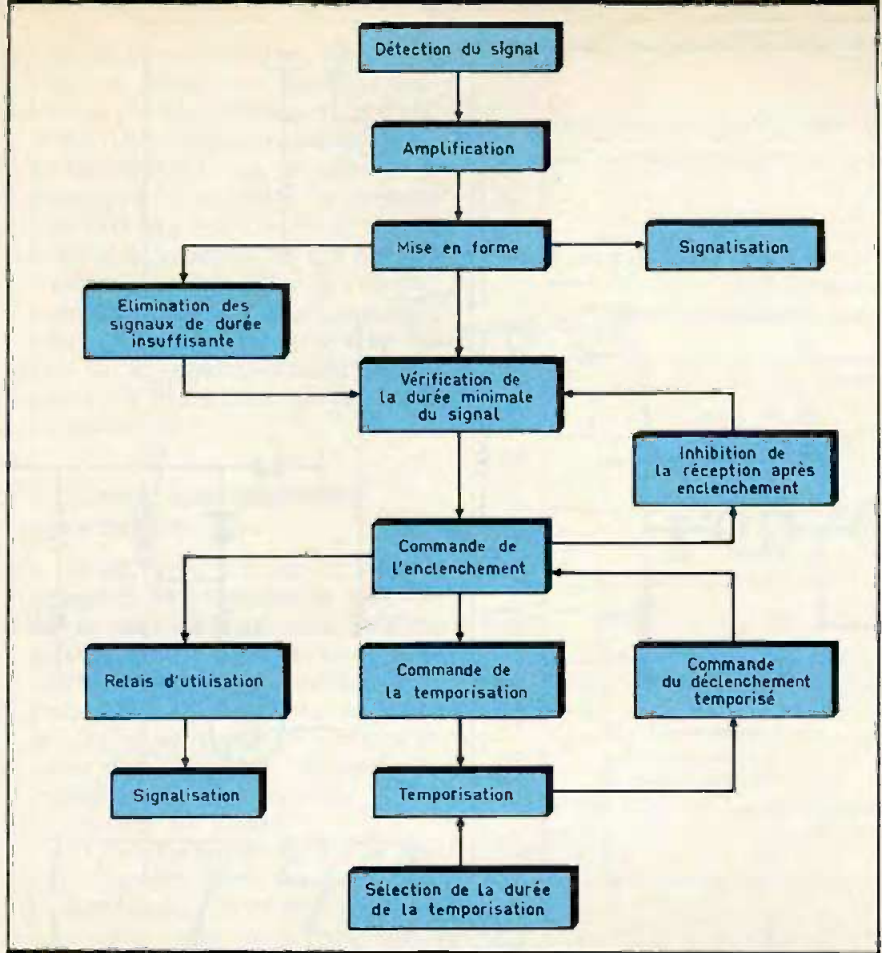 Détection du signal
Amplification
Mise en forme
Signalisation
Elimination des
signaux de durée
insuffisante
Vérification de
la durée minimale
du signal
Inhibition de
la réception après
enclenchement
Commande de
l'enclenchement
Relais d'utilisation
Commande de
la temporisation
Commande
du déclenchement
temporisé
Signalisation
Temporisation
Sélection de la durée
de la temporisation